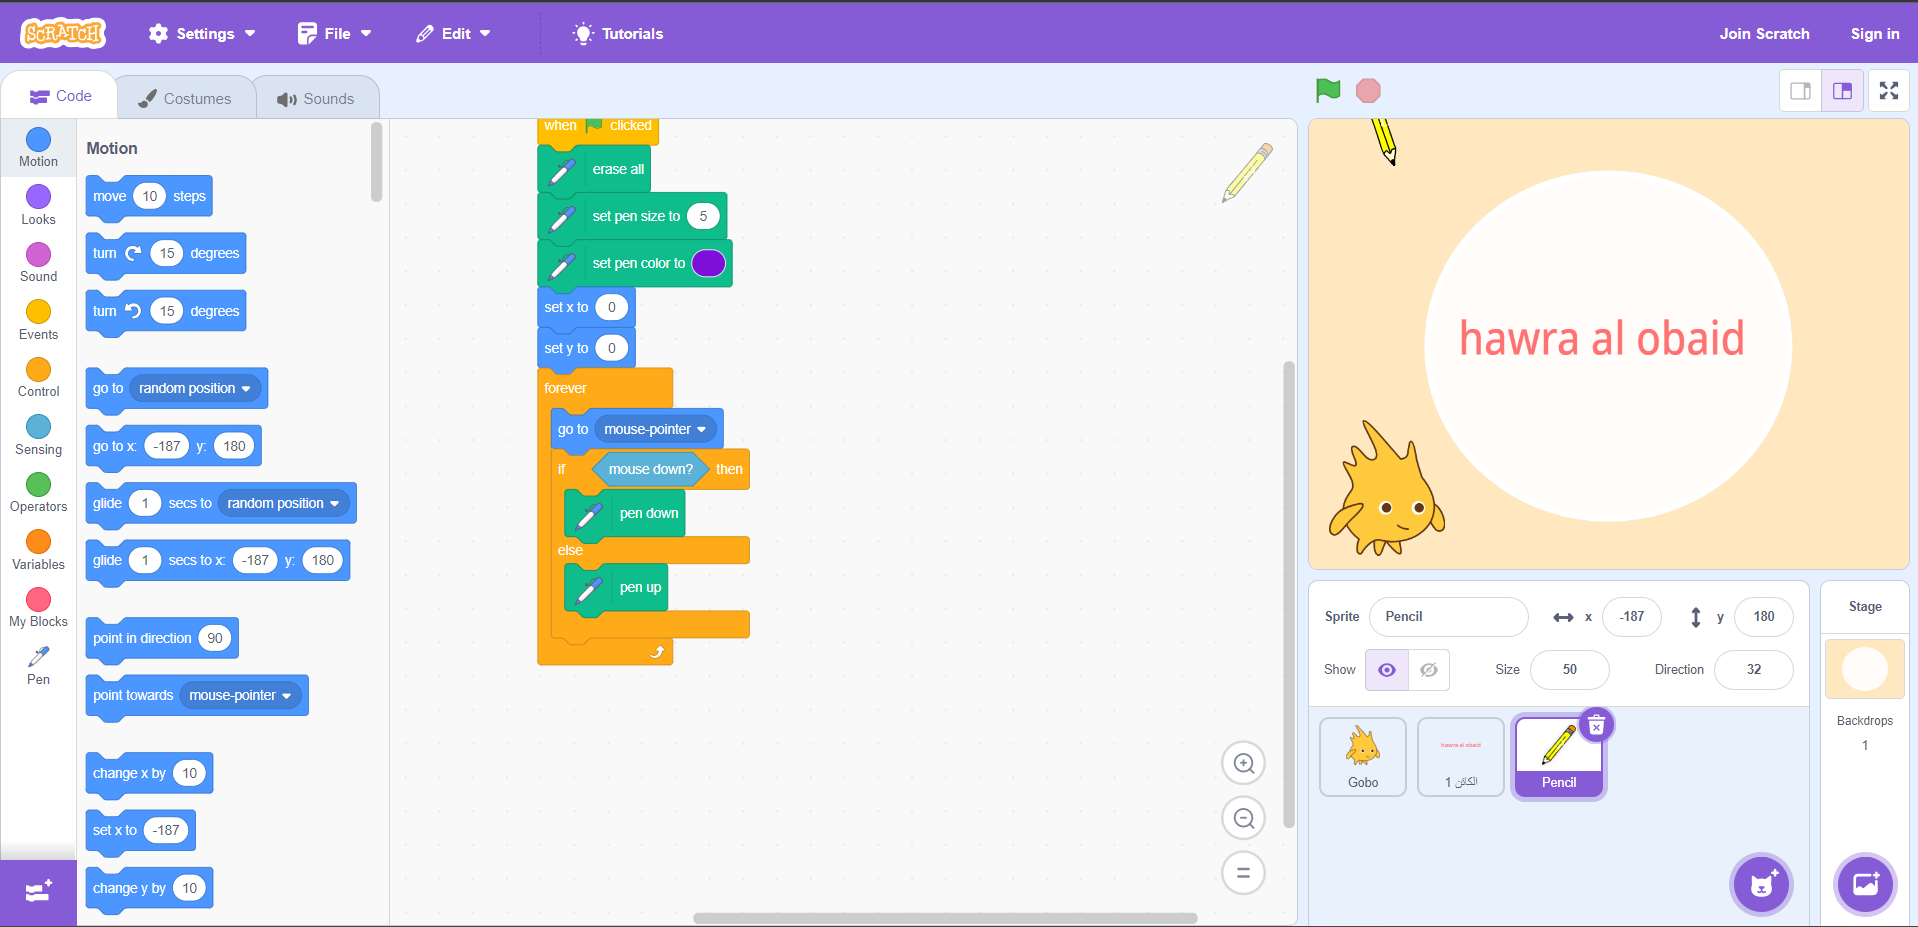 SCRATCH
Settings
File
Edit
Tutorials
Join Scratch
Sign in
Code
Costumes
Sounds
Motion
Looks
Sound
Events
Control
Sensing
Operators
Variables
My Blocks
Pen
Motion
move 10 steps
turn 15 degrees
turn 15 degrees
go to random position
go to x: -187 y: 180
glide 1 secs to random position
glide 1 secs to x: -187 y: 180
point in direction 90
point towards mouse-pointer
change x by 10
set x to -187
change y by 10
when clicked
erase all
set pen size to 5
set pen color to
set x to 0
set y to 0
forever
go to mouse-pointer
if mouse down? then
pen down
else
pen up
hawra al obaid
Sprite Pencil x -187 y 180
Show Size 50 Direction 32
Gobo
hawra al obaid
الكائن 1
Pencil
Stage
Backdrops
1